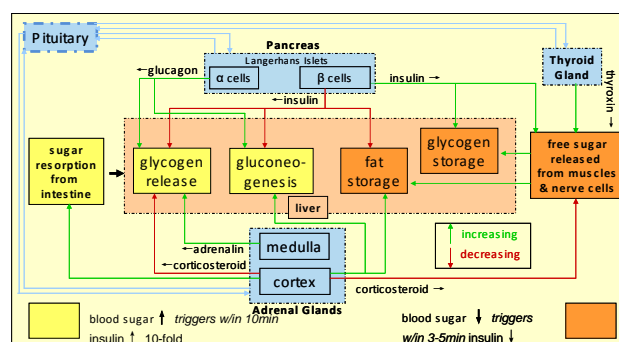 Pituitary
Pancreas
Langerhans Islets
α cells
β cells
←glucagon
insulin →
←insulin
Thyroid
Gland
thyroxin →
sugar
resorption
from
intestine
glycogen
release
gluconeo-
genesis
fat
storage
glycogen
storage
free sugar
released
from muscles
& nerve cells
liver
←adrenalin
medulla
←corticosteroid
cortex
corticosteroid →
Adrenal Glands
increasing
decreasing
blood sugar ↑ triggers w/in 10min
insulin ↑ 10-fold
blood sugar ↓ triggers
w/in 3-5min insulin ↓